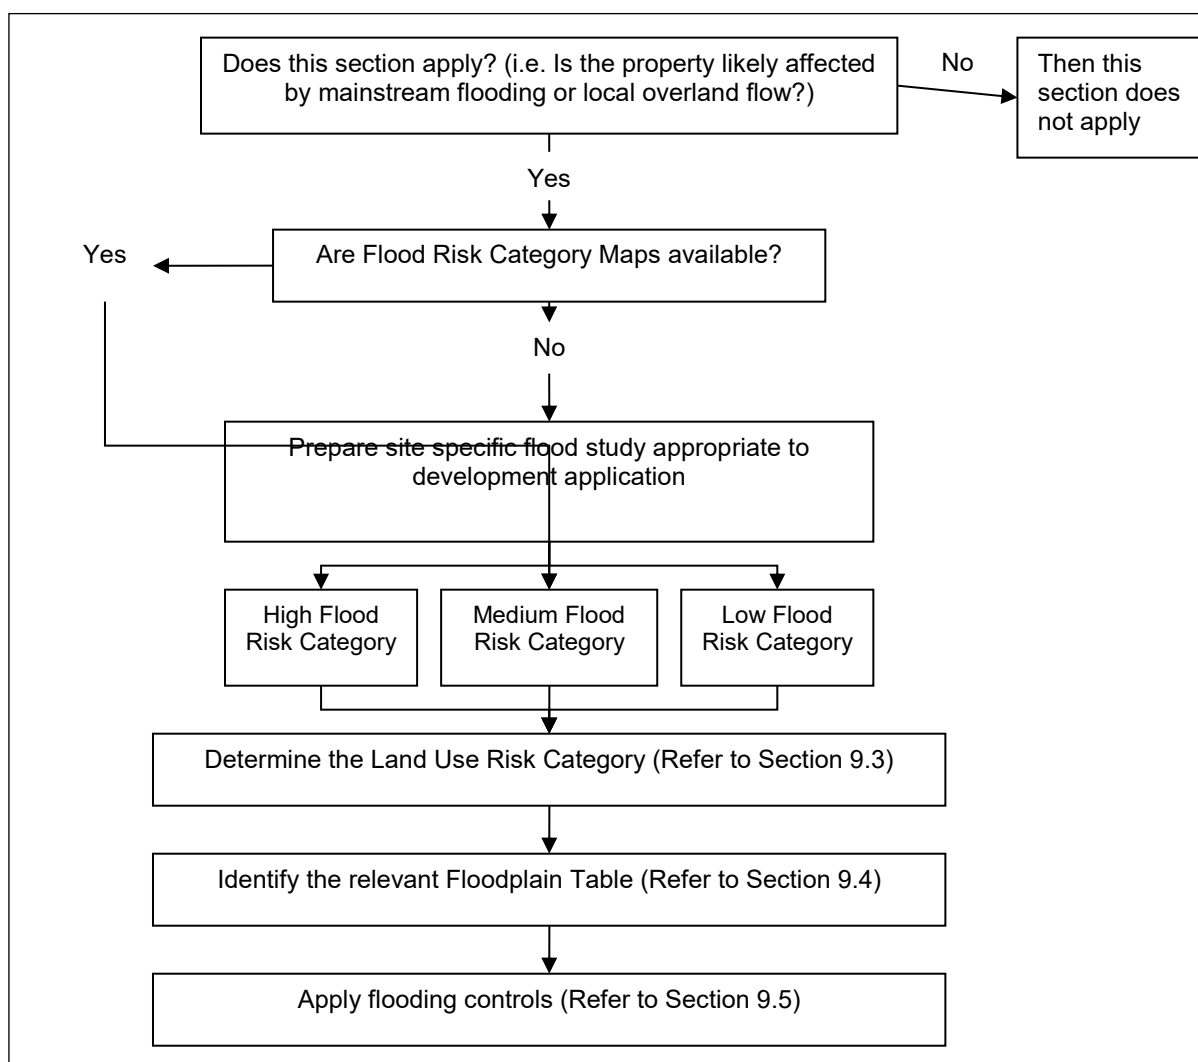 Does this section apply? (i.e. Is the property likely affected
by mainstream flooding or local overland flow?)
No
Then this
section does
not apply
Yes
Are Flood Risk Category Maps available?
Yes
No
Prepare site specific flood study appropriate to
development application
High Flood
Risk Category
Medium Flood
Risk Category
Low Flood
Risk Category
Determine the Land Use Risk Category (Refer to Section 9.3)
Identify the relevant Floodplain Table (Refer to Section 9.4)
Apply flooding controls (Refer to Section 9.5)